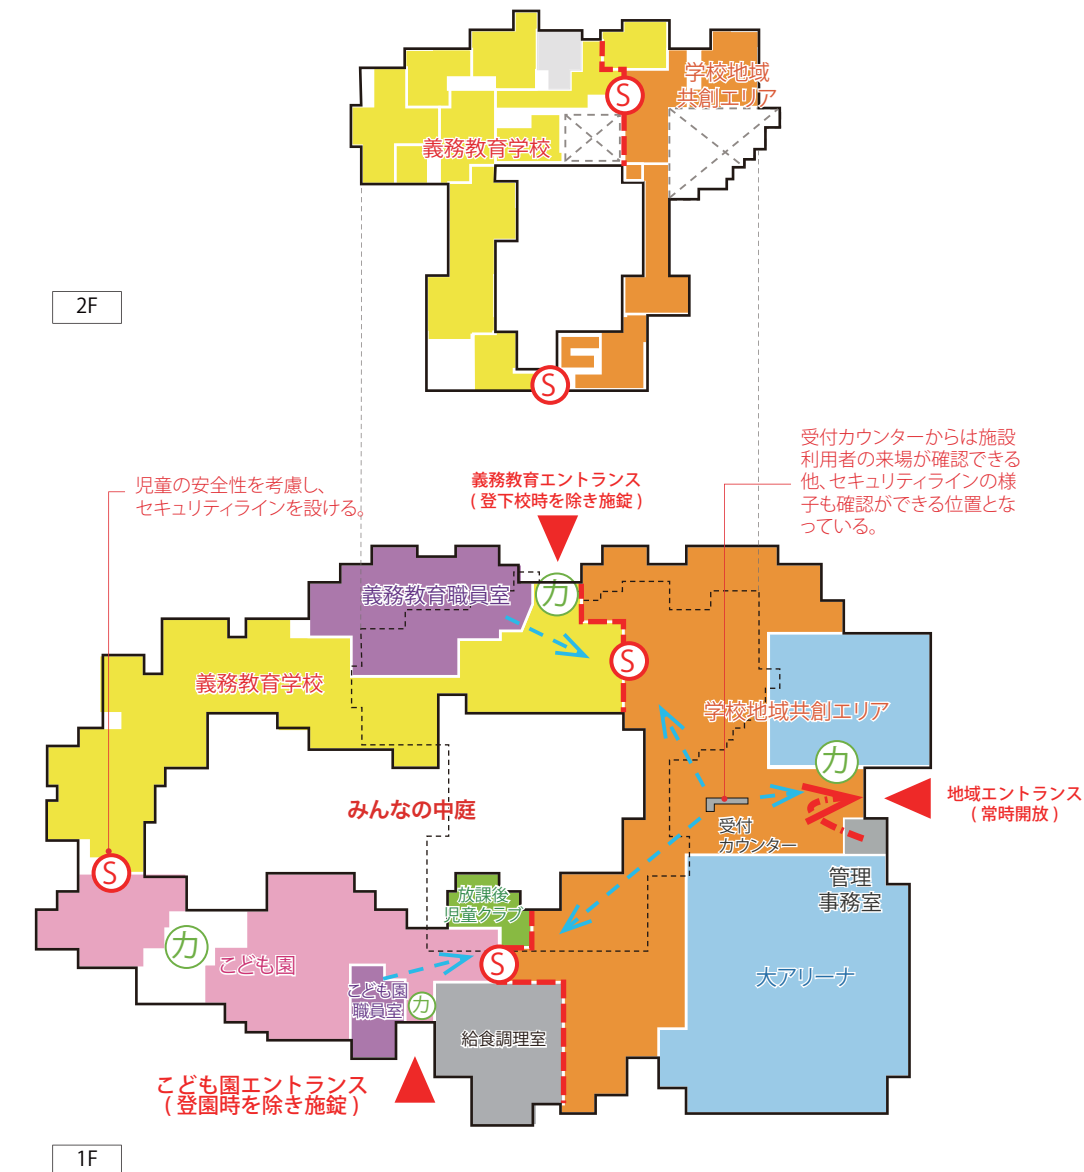 学校地域
共創エリア
S
義務教育学校
2F
S
受付カウンターからは施設
利用者の来場が確認できる
他、セキュリティラインの様
子も確認ができる位置とな
っている。
児童の安全性を考慮し、
セキュリティラインを設ける。
義務教育エントランス
( 登下校時を除き施錠 )
カ
義務教育職員室
S
義務教育学校
学校地域共創エリア
カ
地域エントランス
( 常時開放 )
みんなの中庭
受付
カウンター
管理
事務室
S
放課後
児童クラブ
カ
こども園
S
大アリーナ
こども園
職員室
カ
給食調理室
こども園エントランス
( 登園時を除き施錠 )
1F